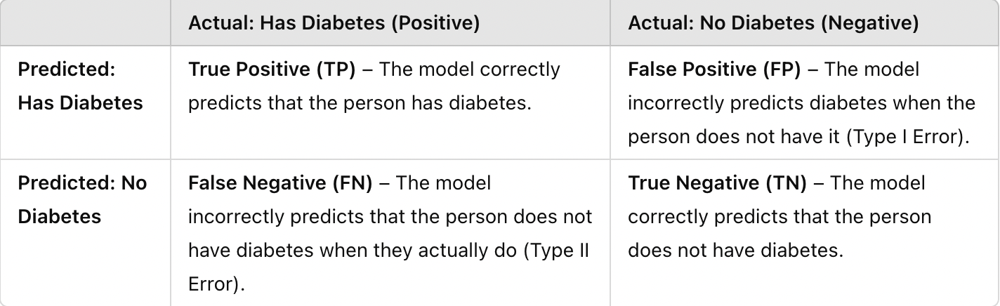 Actual: Has Diabetes (Positive)
Actual: No Diabetes (Negative)
Predicted:
Has Diabetes
True Positive (TP) – The model correctly
predicts that the person has diabetes.
False Positive (FP) – The model
incorrectly predicts diabetes when the
person does not have it (Type I Error).
Predicted: No
Diabetes
False Negative (FN) – The model
incorrectly predicts that the person does not
have diabetes when they actually do (Type II
Error).
True Negative (TN) – The model
correctly predicts that the person
does not have diabetes.